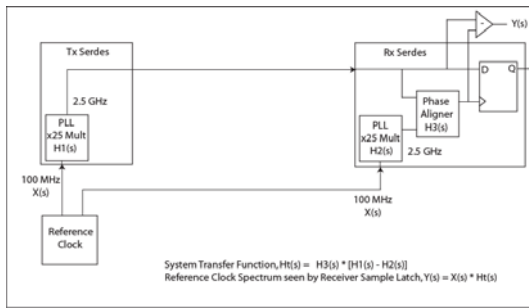 Y(s)
Tx Serdes
Rx Serdes
2.5 GHz
D
Q
PLL
x25 Mult
H1(s)
Phase
Aligner
H3(s)
PLL
x25 Mult
H2(s)
2.5 GHz
100 MHz
X(s)
100 MHz
X(s)
Reference
Clock
System Transfer Function, Ht(s) = H3(s) * [H1(s) - H2(s)]
Reference Clock Spectrum seen by Receiver Sample Latch, Y(s) = X(s) * Ht(s)